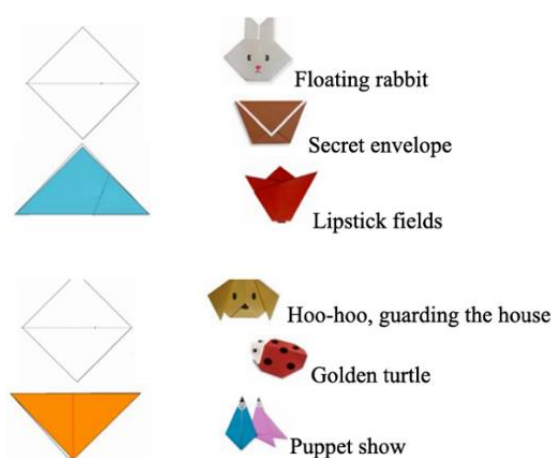 Floating rabbit
Secret envelope
Lipstick fields
Hoo-hoo, guarding the house
Golden turtle
Puppet show